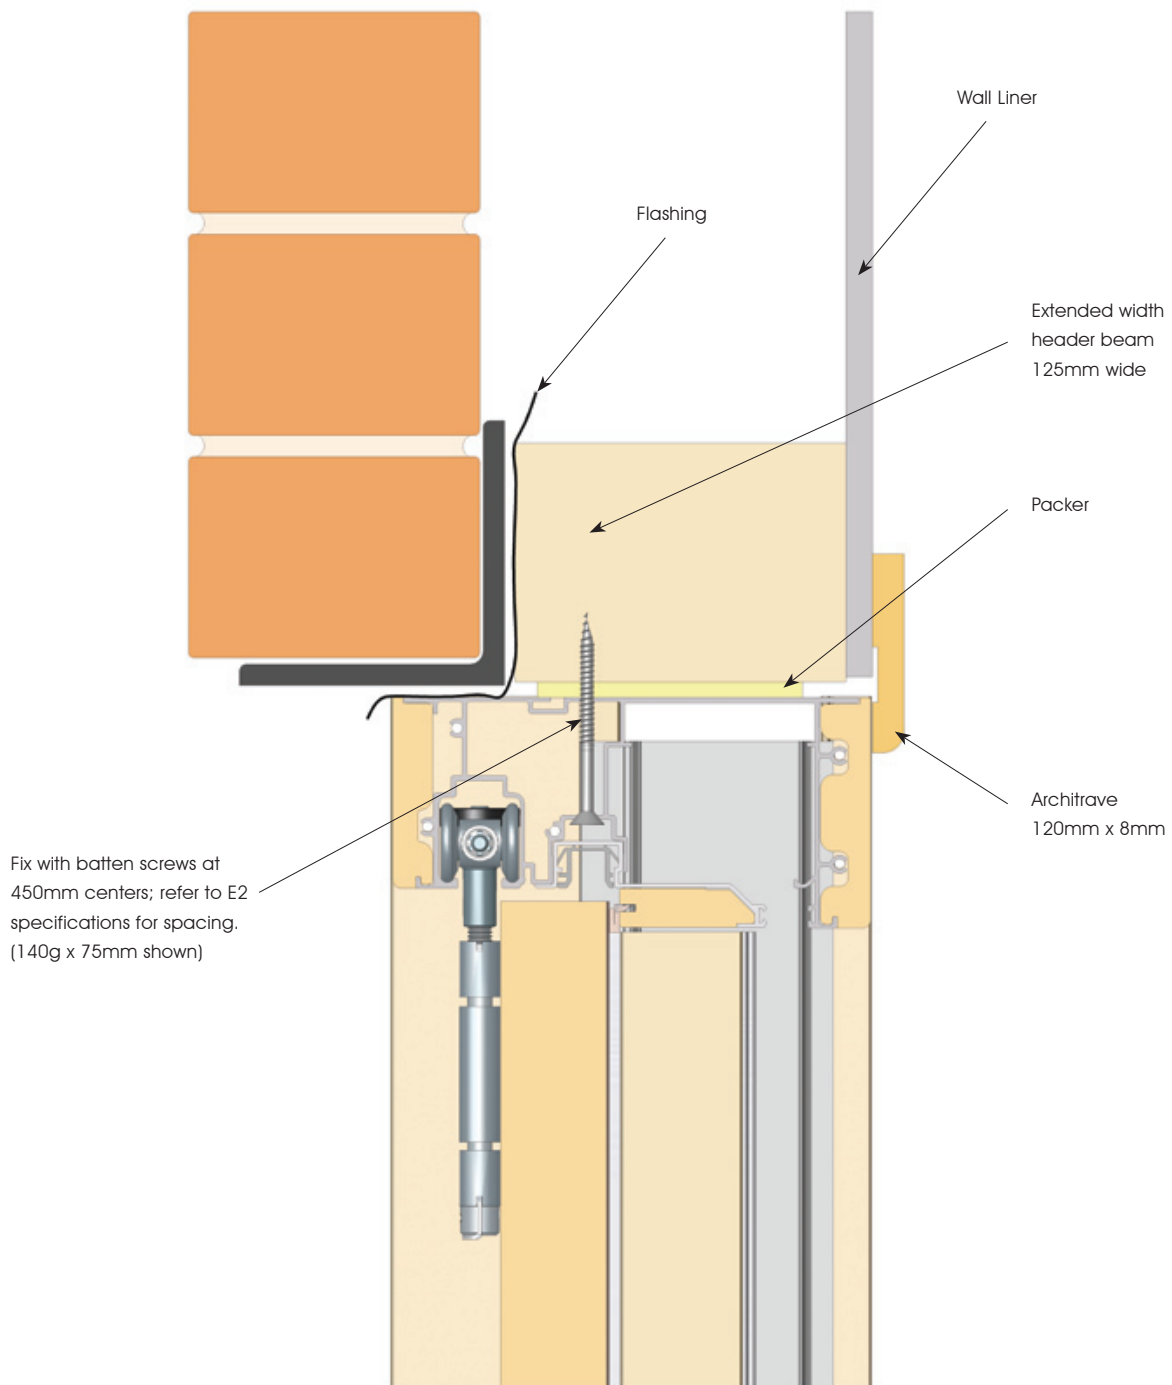 Wall Liner
Flashing
Extended width
header beam
125mm wide
Packer
Architrave
120mm x 8mm
Fix with batten screws at
450mm centers; refer to E2
specifications for spacing.
(140g x 75mm shown)